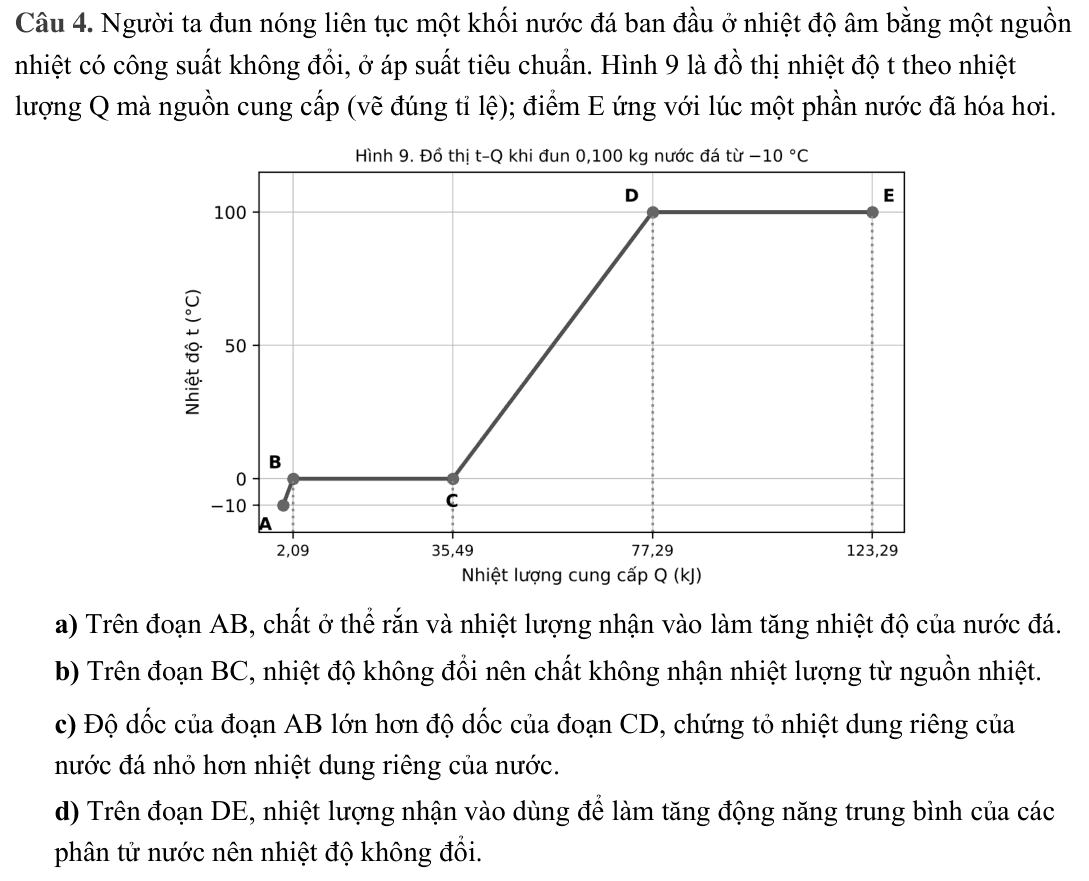 Câu 4. Người ta đun nóng liên tục một khối nước đá ban đầu ở nhiệt độ âm bằng một nguồn
nhiệt có công suất không đổi, ở áp suất tiêu chuẩn. Hình 9 là đồ thị nhiệt độ t theo nhiệt
lượng Q mà nguồn cung cấp (vẽ đúng tỉ lệ); điểm E ứng với lúc một phần nước đã hóa hơi.
Hình 9. Đồ thị t–Q khi đun 0,100 kg nước đá từ −10 °C
D
E
100
50
Nhiệt độ t (°C)
B
0
C
−10
A
2,09 35,49 77,29 123,29
Nhiệt lượng cung cấp Q (kJ)
a) Trên đoạn AB, chất ở thể rắn và nhiệt lượng nhận vào làm tăng nhiệt độ của nước đá.
b) Trên đoạn BC, nhiệt độ không đổi nên chất không nhận nhiệt lượng từ nguồn nhiệt.
c) Độ dốc của đoạn AB lớn hơn độ dốc của đoạn CD, chứng tỏ nhiệt dung riêng của
nước đá nhỏ hơn nhiệt dung riêng của nước.
d) Trên đoạn DE, nhiệt lượng nhận vào dùng để làm tăng động năng trung bình của các
phân tử nước nên nhiệt độ không đổi.